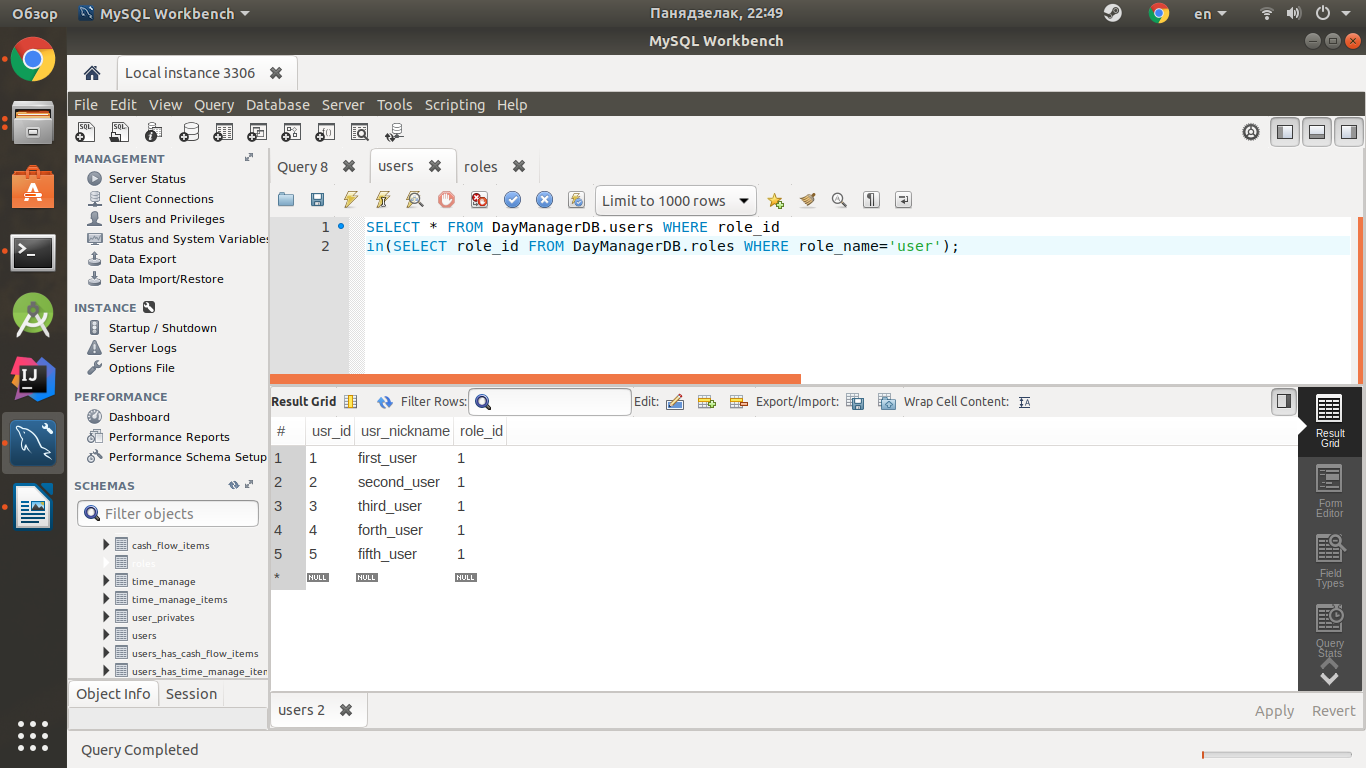 Обзор MySQL Workbench Панядзелак, 22:49 en
MySQL Workbench
Local instance 3306
File Edit View Query Database Server Tools Scripting Help
MANAGEMENT
Server Status
Client Connections
Users and Privileges
Status and System Variables
Data Export
Data Import/Restore
INSTANCE
Startup / Shutdown
Server Logs
Options File
PERFORMANCE
Dashboard
Performance Reports
Performance Schema Setup
SCHEMAS
Filter objects
cash_flow_items
roles
time_manage
time_manage_items
user_privates
users
users_has_cash_flow_items
users_has_time_manage_iter
Object Info Session
Query 8 users roles
Limit to 1000 rows
1 SELECT * FROM DayManagerDB.users WHERE role_id
2 in(SELECT role_id FROM DayManagerDB.roles WHERE role_name='user');
Result Grid Filter Rows: Edit: Export/Import: Wrap Cell Content: IA
# usr_id usr_nickname role_id
1 1 first_user 1
2 2 second_user 1
3 3 third_user 1
4 4 forth_user 1
5 5 fifth_user 1
* NULL NULL NULL
Result
Grid
Form
Editor
Field
Types
Query
Stats
users 2 Apply Revert
Query Completed